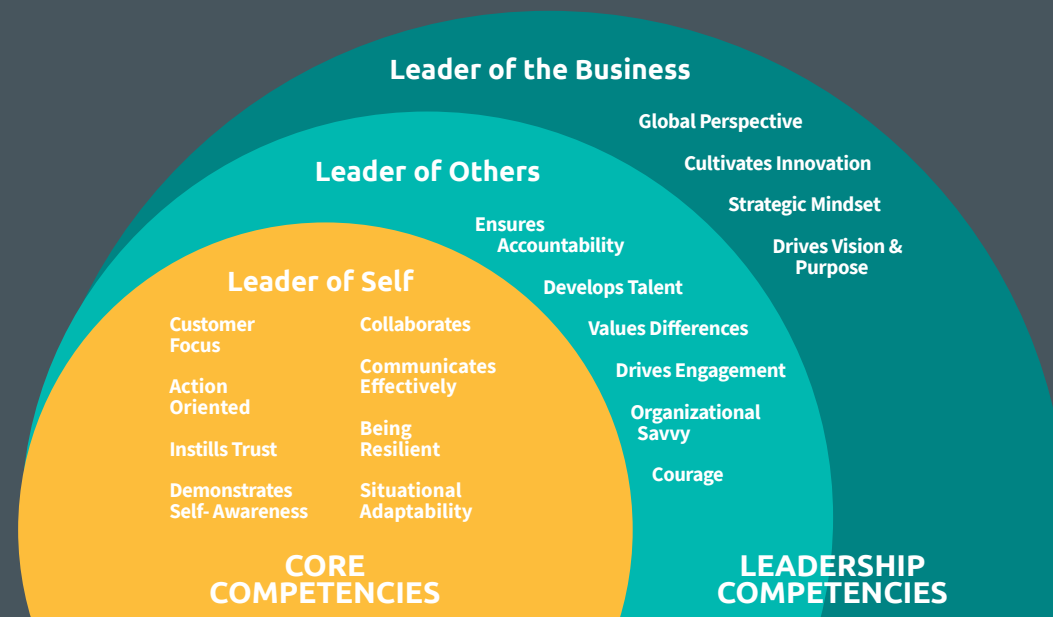 Leader of the Business
Global Perspective
Cultivates Innovation
Strategic Mindset
Drives Vision &
Purpose
Leader of Others
Ensures
Accountability
Develops Talent
Values Differences
Drives Engagement
Organizational
Savvy
Courage
Leader of Self
Customer
Focus
Action
Oriented
Instills Trust
Demonstrates
Self- Awareness
Collaborates
Communicates
Effectively
Being
Resilient
Situational
Adaptability
CORE
COMPETENCIES
LEADERSHIP
COMPETENCIES